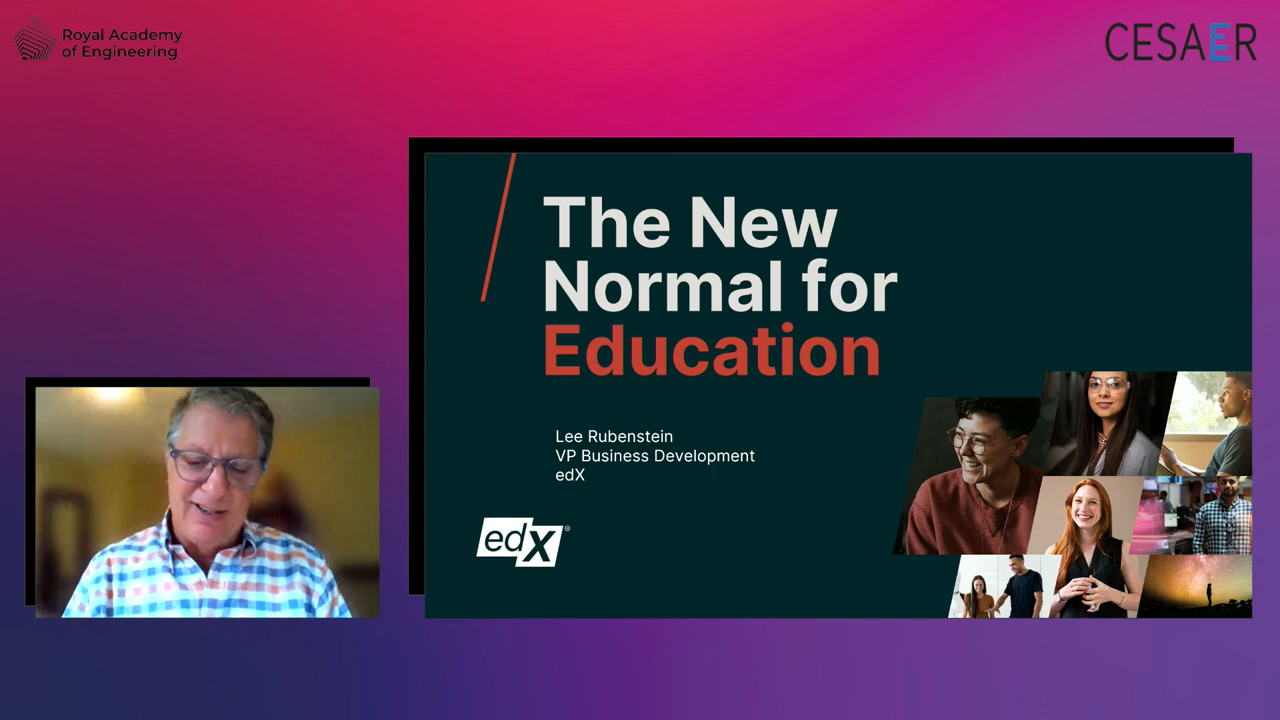 Royal Academy
of Engineering
CESAER
The New
Normal for
Education
Lee Rubenstein
VP Business Development
edX
edX®